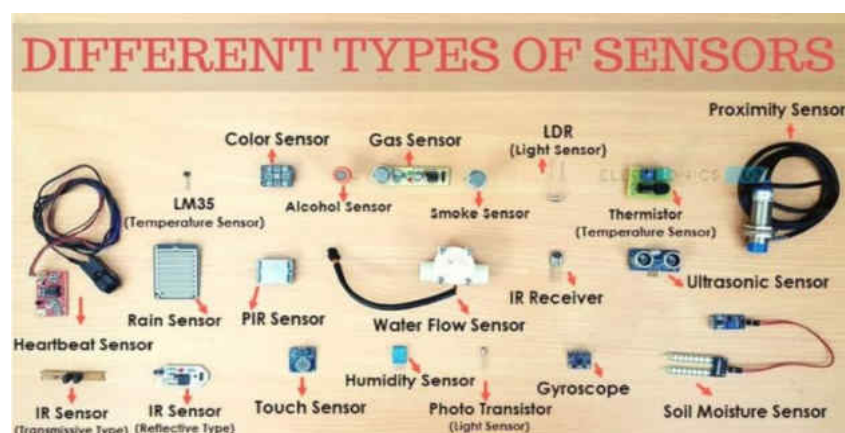 DIFFERENT TYPES OF SENSORS
Proximity Sensor
Color Sensor
Gas Sensor
LDR
(Light Sensor)
LM35
(Temperature Sensor)
Alcohol Sensor
Smoke Sensor
Thermistor
(Temperature Sensor)
Rain Sensor
PIR Sensor
Water Flow Sensor
IR Receiver
Ultrasonic Sensor
Heartbeat Sensor
IR Sensor
(Transmissive Type)
IR Sensor
(Reflective Type)
Touch Sensor
Humidity Sensor
Photo Transistor
(Light Sensor)
Gyroscope
Soil Moisture Sensor